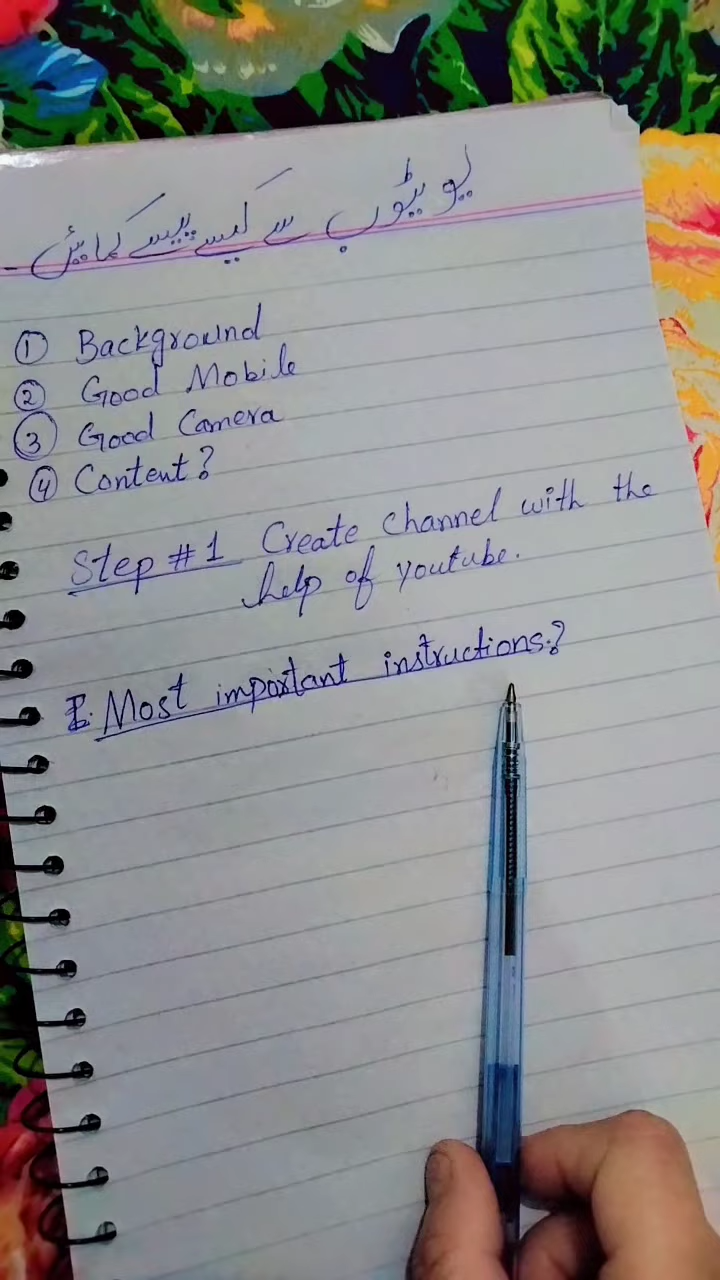 یوٹیوب سے کیسے پیسے کمائیں۔
① Background
② Good Mobile
③ Good Camera
④ Content?
Step #1 Create channel with the
help of youtube.
I. Most important instructions.?